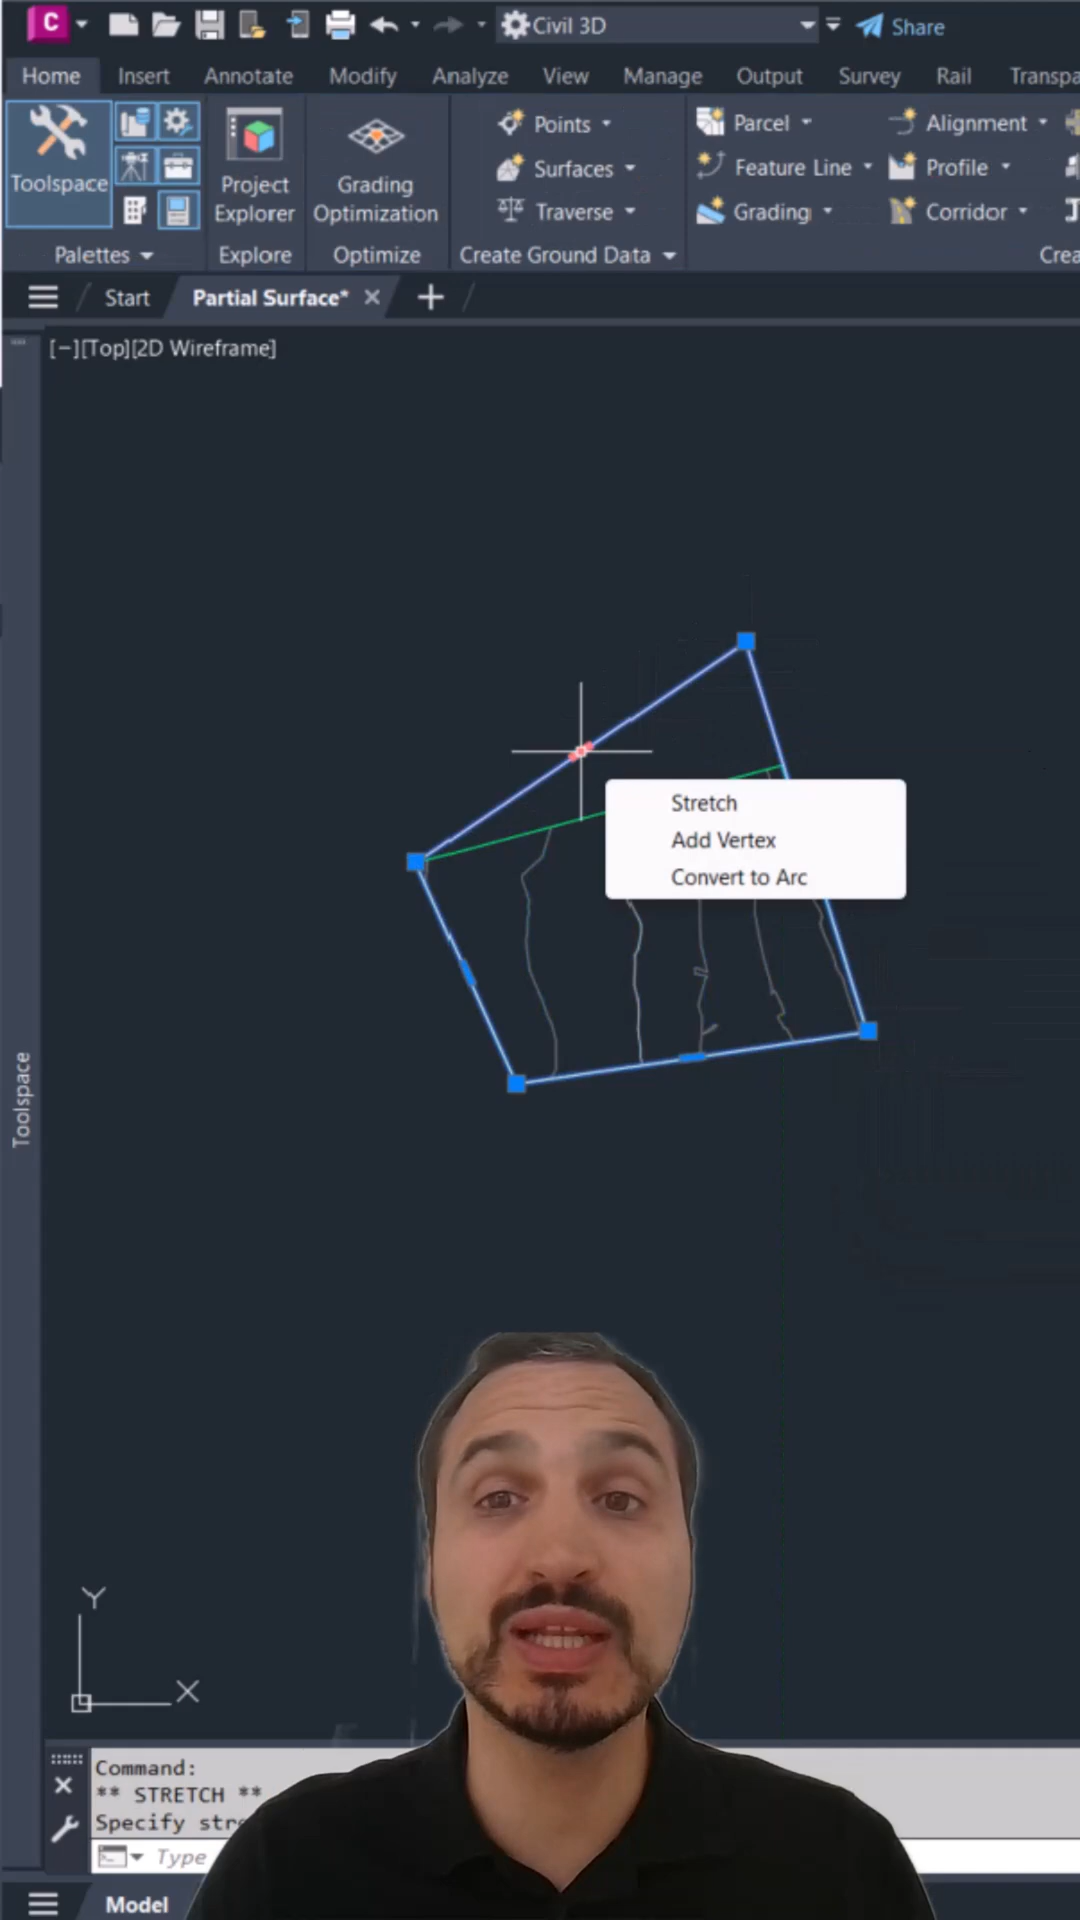 C
Civil 3D
Share
Home Insert Annotate Modify Analyze View Manage Output Survey Rail
Toolspace
Project Explorer
Grading Optimization
Points
Surfaces
Traverse
Parcel
Feature Line
Grading
Alignment
Profile
Corridor
Palettes Explore Optimize Create Ground Data
Start Partial Surface*
[−][Top][2D Wireframe]
Stretch
Add Vertex
Convert to Arc
Toolspace
Y
X
Command:
** STRETCH **
Specify
Type
Model